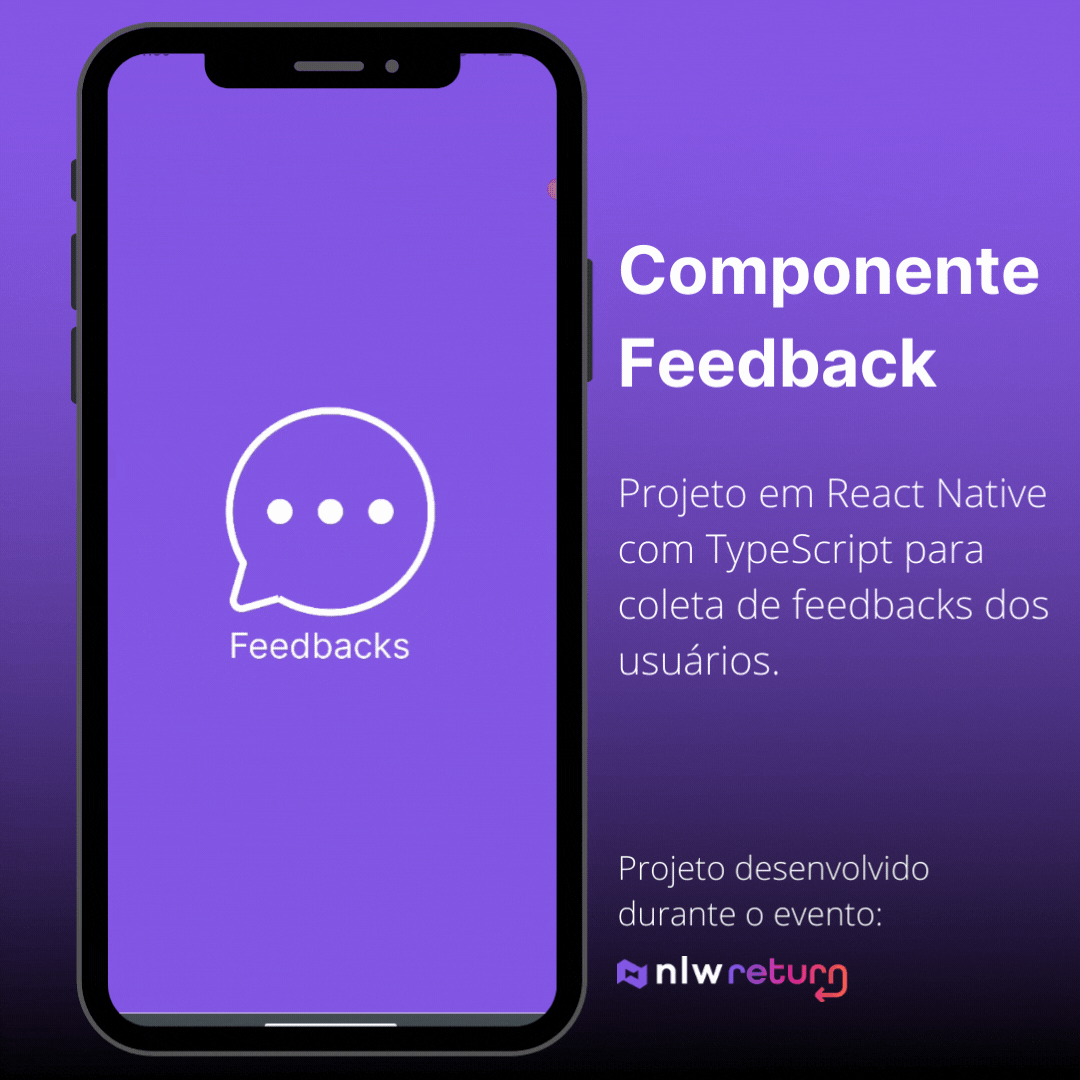 Componente
Feedback
Projeto em React Native
com TypeScript para
coleta de feedbacks dos
usuários.
Feedbacks
Projeto desenvolvido
durante o evento:
nlw return